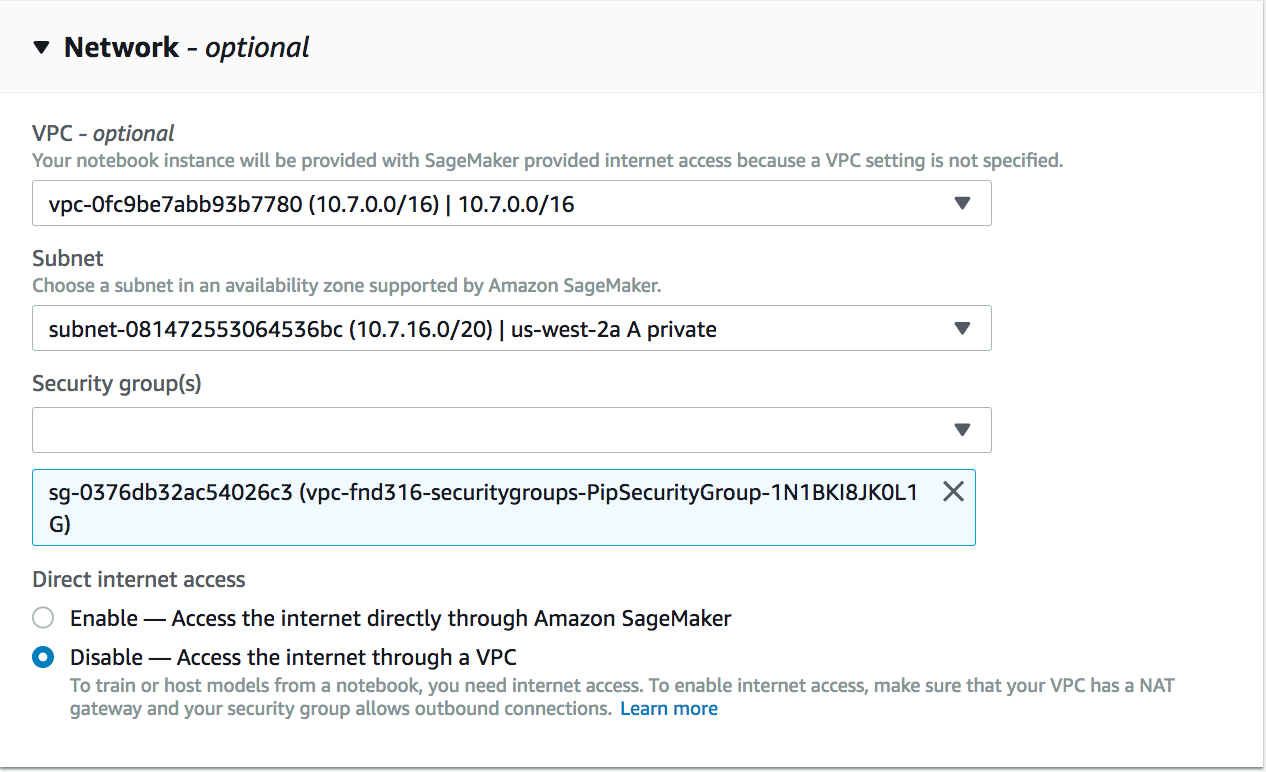 Network - optional
VPC - optional
Your notebook instance will be provided with SageMaker provided internet access because a VPC setting is not specified.
vpc-0fc9be7abb93b7780 (10.7.0.0/16) | 10.7.0.0/16
Subnet
Choose a subnet in an availability zone supported by Amazon SageMaker.
subnet-081472553064536bc (10.7.16.0/20) | us-west-2a A private
Security group(s)
sg-0376db32ac54026c3 (vpc-fnd316-securitygroups-PipSecurityGroup-1N1BKI8JK0L1
G)
Direct internet access
Enable — Access the internet directly through Amazon SageMaker
Disable — Access the internet through a VPC
To train or host models from a notebook, you need internet access. To enable internet access, make sure that your VPC has a NAT
gateway and your security group allows outbound connections. Learn more